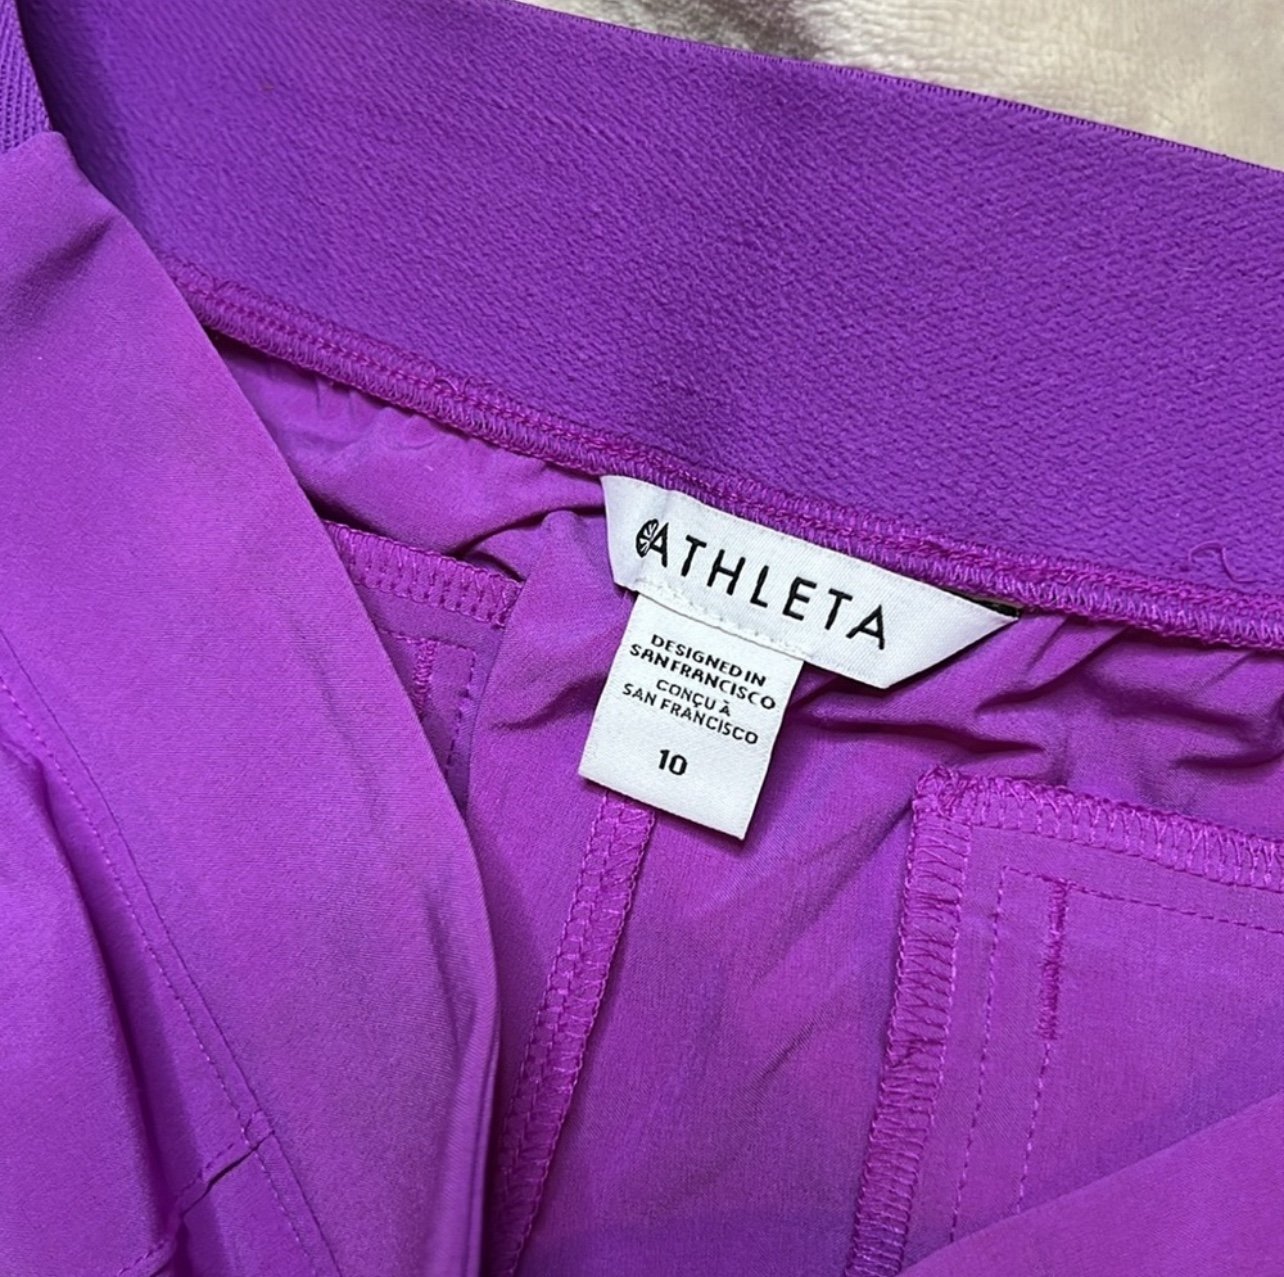 ATHLETA
DESIGNED IN
SAN FRANCISCO
CONÇU À
SAN FRANCISCO
10